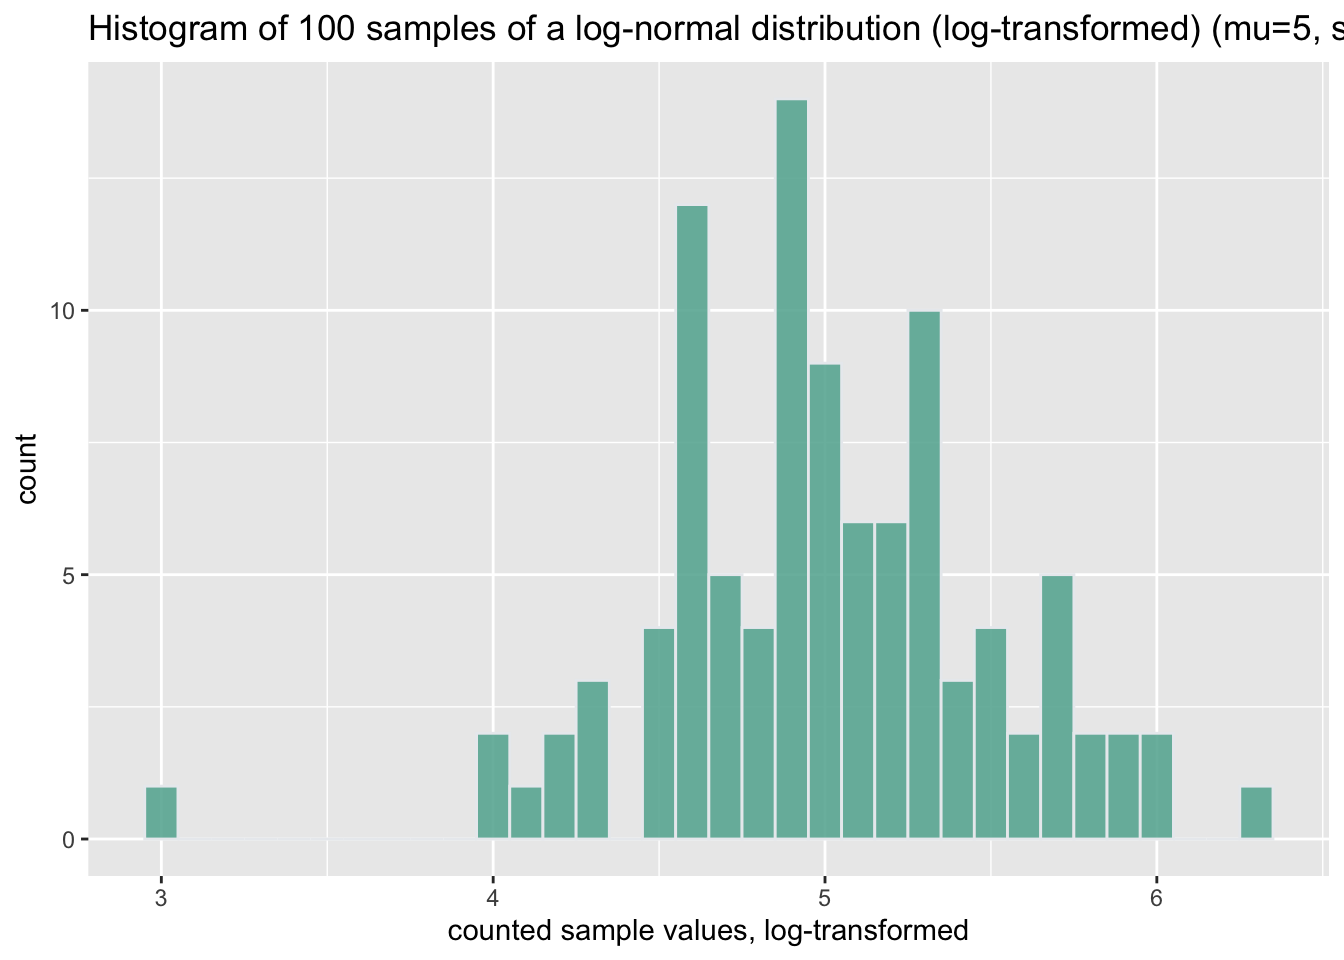 Histogram of 100 samples of a log-normal distribution (log-transformed) (mu=5, s
count
10
5
0
3 4 5 6
counted sample values, log-transformed